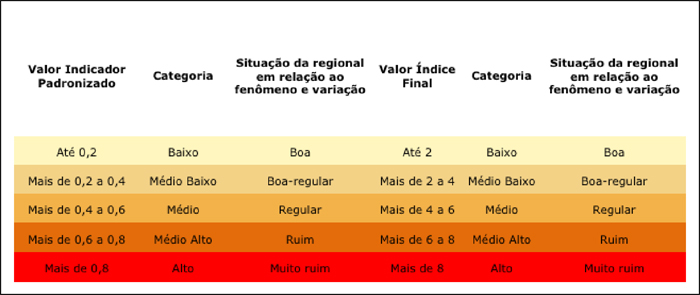 Valor Indicador Padronizado | Categoria | Situação da regional em relação ao fenômeno e variação | Valor Índice Final | Categoria | Situação da regional em relação ao fenômeno e variação
Até 0,2 | Baixo | Boa | Até 2 | Baixo | Boa
Mais de 0,2 a 0,4 | Médio Baixo | Boa-regular | Mais de 2 a 4 | Médio Baixo | Boa-regular
Mais de 0,4 a 0,6 | Médio | Regular | Mais de 4 a 6 | Médio | Regular
Mais de 0,6 a 0,8 | Médio Alto | Ruim | Mais de 6 a 8 | Médio Alto | Ruim
Mais de 0,8 | Alto | Muito ruim | Mais de 8 | Alto | Muito ruim